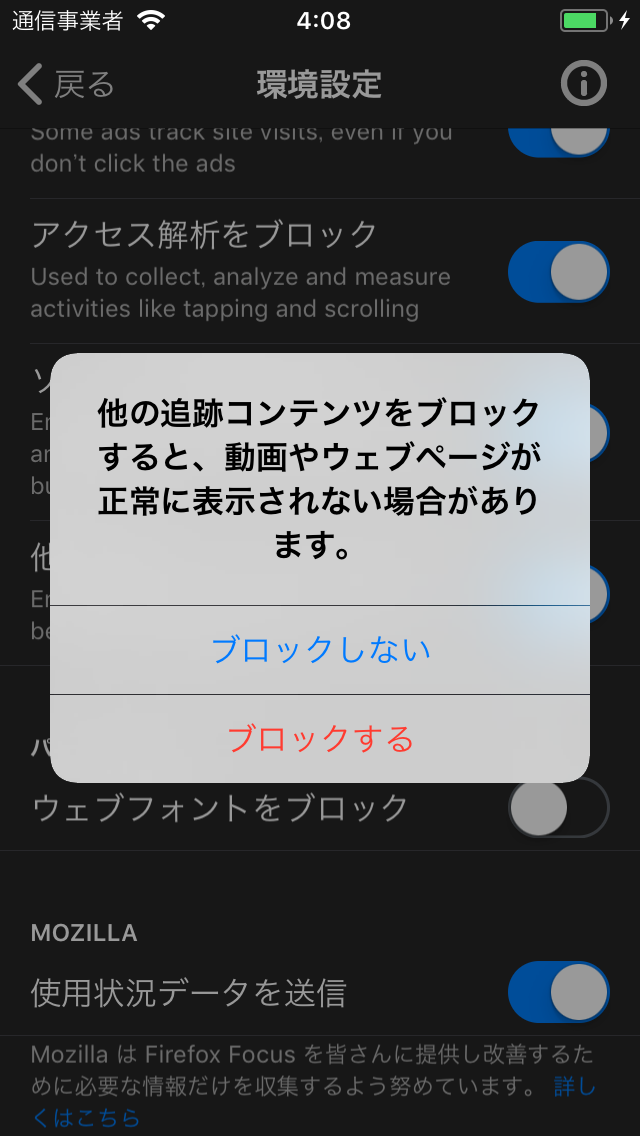 通信事業者
4:08
戻る
環境設定
Some ads track site visits, even if you
don't click the ads
アクセス解析をブロック
Used to collect, analyze and measure
activities like tapping and scrolling
他の追跡コンテンツをブロック
すると、動画やウェブページが
正常に表示されない場合があり
ます。
ブロックしない
ブロックする
ウェブフォントをブロック
MOZILLA
使用状況データを送信
Mozilla は Firefox Focus を皆さんに提供し改善するた
めに必要な情報だけを収集するよう努めています。 詳し
くはこちら